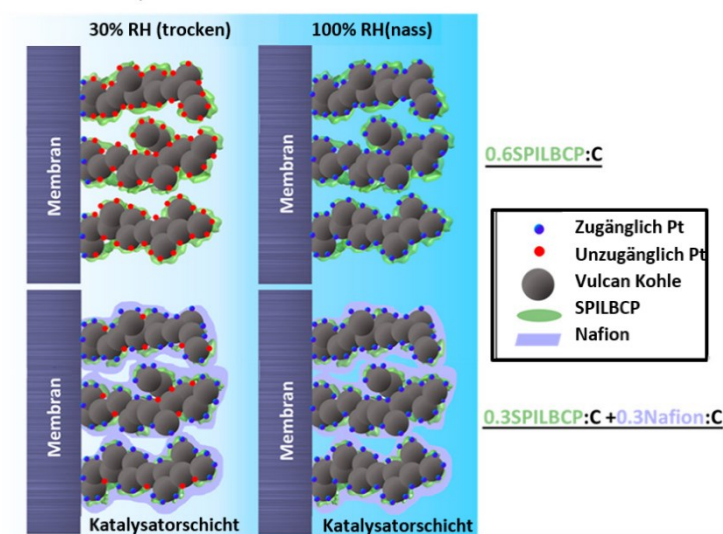 30% RH (trocken)
100% RH(nass)
Membran
Membran
0.6SPILBCP:C
Zugänglich Pt
Unzugänglich Pt
Vulcan Kohle
SPILBCP
Nafion
Membran
Membran
0.3SPILBCP:C +0.3Nafion:C
Katalysatorschicht
Katalysatorschicht